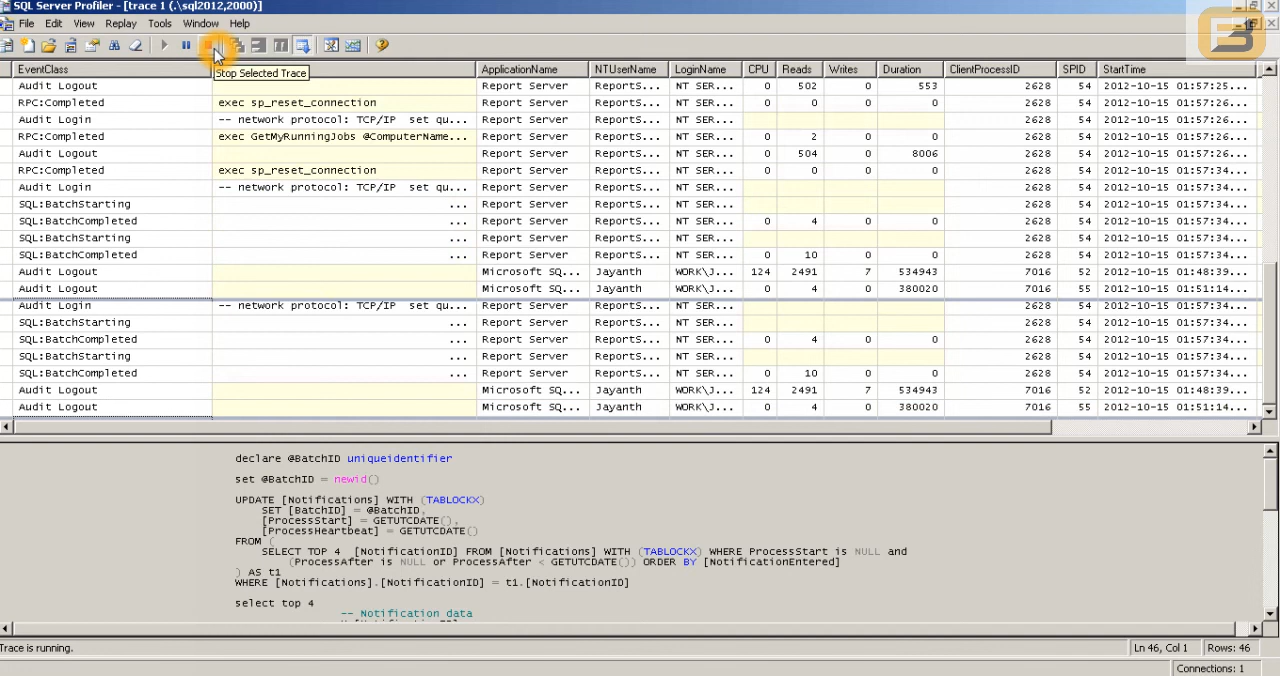 SQL Server Profiler - [trace 1 (.\sql2012,2000)]
File Edit View Replay Tools Window Help
Stop Selected Trace
EventClass ApplicationName NTUserName LoginName CPU Reads Writes Duration ClientProcessID SPID StartTime
Audit Logout Report Server ReportS... NT SER... 0 502 0 553 2628 54 2012-10-15 01:57:25...
RPC:Completed exec sp_reset_connection Report Server ReportS... NT SER... 0 0 0 0 2628 54 2012-10-15 01:57:26...
Audit Login -- network protocol: TCP/IP set qu... Report Server ReportS... NT SER... 2628 54 2012-10-15 01:57:26...
RPC:Completed exec GetMyRunningJobs @ComputerName... Report Server ReportS... NT SER... 0 2 0 0 2628 54 2012-10-15 01:57:26...
Audit Logout Report Server ReportS... NT SER... 0 504 0 8006 2628 54 2012-10-15 01:57:26...
RPC:Completed exec sp_reset_connection Report Server ReportS... NT SER... 0 0 0 0 2628 54 2012-10-15 01:57:34...
Audit Login -- network protocol: TCP/IP set qu... Report Server ReportS... NT SER... 2628 54 2012-10-15 01:57:34...
SQL:BatchStarting ... Report Server ReportS... NT SER... 2628 54 2012-10-15 01:57:34...
SQL:BatchCompleted ... Report Server ReportS... NT SER... 0 4 0 0 2628 54 2012-10-15 01:57:34...
SQL:BatchStarting ... Report Server ReportS... NT SER... 2628 54 2012-10-15 01:57:34...
SQL:BatchCompleted ... Report Server ReportS... NT SER... 0 10 0 0 2628 54 2012-10-15 01:57:34...
Audit Logout Microsoft SQ... Jayanth WORK\J... 124 2491 7 534943 7016 52 2012-10-15 01:48:39...
Audit Logout Microsoft SQ... Jayanth WORK\J... 0 4 0 380020 7016 55 2012-10-15 01:51:14...
Audit Login -- network protocol: TCP/IP set qu... Report Server ReportS... NT SER... 2628 54 2012-10-15 01:57:34...
SQL:BatchStarting ... Report Server ReportS... NT SER... 2628 54 2012-10-15 01:57:34...
SQL:BatchCompleted ... Report Server ReportS... NT SER... 0 4 0 0 2628 54 2012-10-15 01:57:34...
SQL:BatchStarting ... Report Server ReportS... NT SER... 2628 54 2012-10-15 01:57:34...
SQL:BatchCompleted ... Report Server ReportS... NT SER... 0 10 0 0 2628 54 2012-10-15 01:57:34...
Audit Logout Microsoft SQ... Jayanth WORK\J... 124 2491 7 534943 7016 52 2012-10-15 01:48:39...
Audit Logout Microsoft SQ... Jayanth WORK\J... 0 4 0 380020 7016 55 2012-10-15 01:51:14...
declare @BatchID uniqueidentifier
set @BatchID = newid()
UPDATE [Notifications] WITH (TABLOCKX)
SET [BatchID] = @BatchID,
[ProcessStart] = GETUTCDATE(),
[ProcessHeartbeat] = GETUTCDATE()
FROM (
SELECT TOP 4 [NotificationID] FROM [Notifications] WITH (TABLOCKX) WHERE ProcessStart is NULL and
(ProcessAfter is NULL or ProcessAfter < GETUTCDATE()) ORDER BY [NotificationEntered]
) AS t1
WHERE [Notifications].[NotificationID] = t1.[NotificationID]
select top 4
-- Notification data
Trace is running. Ln 46, Col 1 Rows: 46
Connections: 1